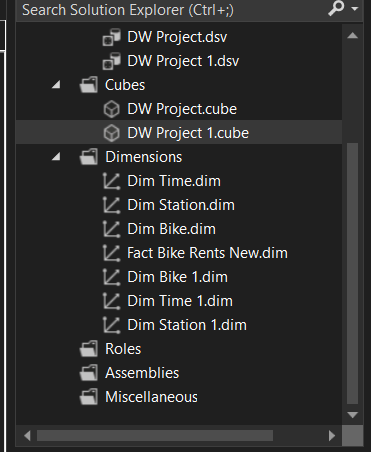 Search Solution Explorer (Ctrl+;)
DW Project.dsv
DW Project 1.dsv
Cubes
DW Project.cube
DW Project 1.cube
Dimensions
Dim Time.dim
Dim Station.dim
Dim Bike.dim
Fact Bike Rents New.dim
Dim Bike 1.dim
Dim Time 1.dim
Dim Station 1.dim
Roles
Assemblies
Miscellaneous